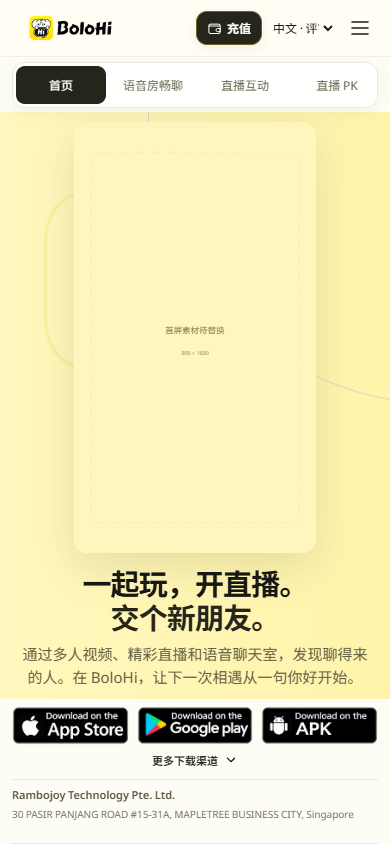 BoloHi
充值
中文 · 评
首页
语音房畅聊
直播互动
直播 PK
首屏素材待替换
900 × 1600
一起玩，开直播。
交个新朋友。
通过多人视频、精彩直播和语音聊天室，发现聊得来
的人。在 BoloHi，让下一次相遇从一句你好开始。
Download on the
App Store
Download on the
Google play
Download on the
APK
更多下载渠道
Rambojoy Technology Pte. Ltd.
30 PASIR PANJANG ROAD #15-31A, MAPLETREE BUSINESS CITY, Singapore